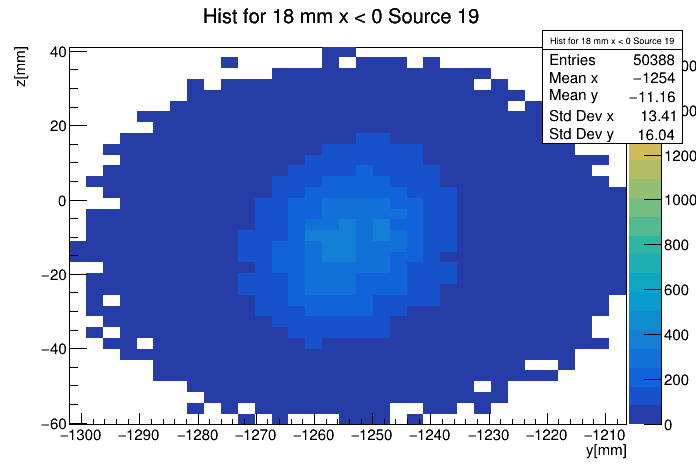 Hist for 18 mm x < 0 Source 19
Hist for 18 mm x < 0 Source 19
Entries 50388
Mean x −1254
Mean y −11.16
Std Dev x 13.41
Std Dev y 16.04
z[mm]
40
20
0
−20
−40
−60
−1300 −1290 −1280 −1270 −1260 −1250 −1240 −1230 −1220 −1210
y[mm]
1200
1000
800
600
400
200
0